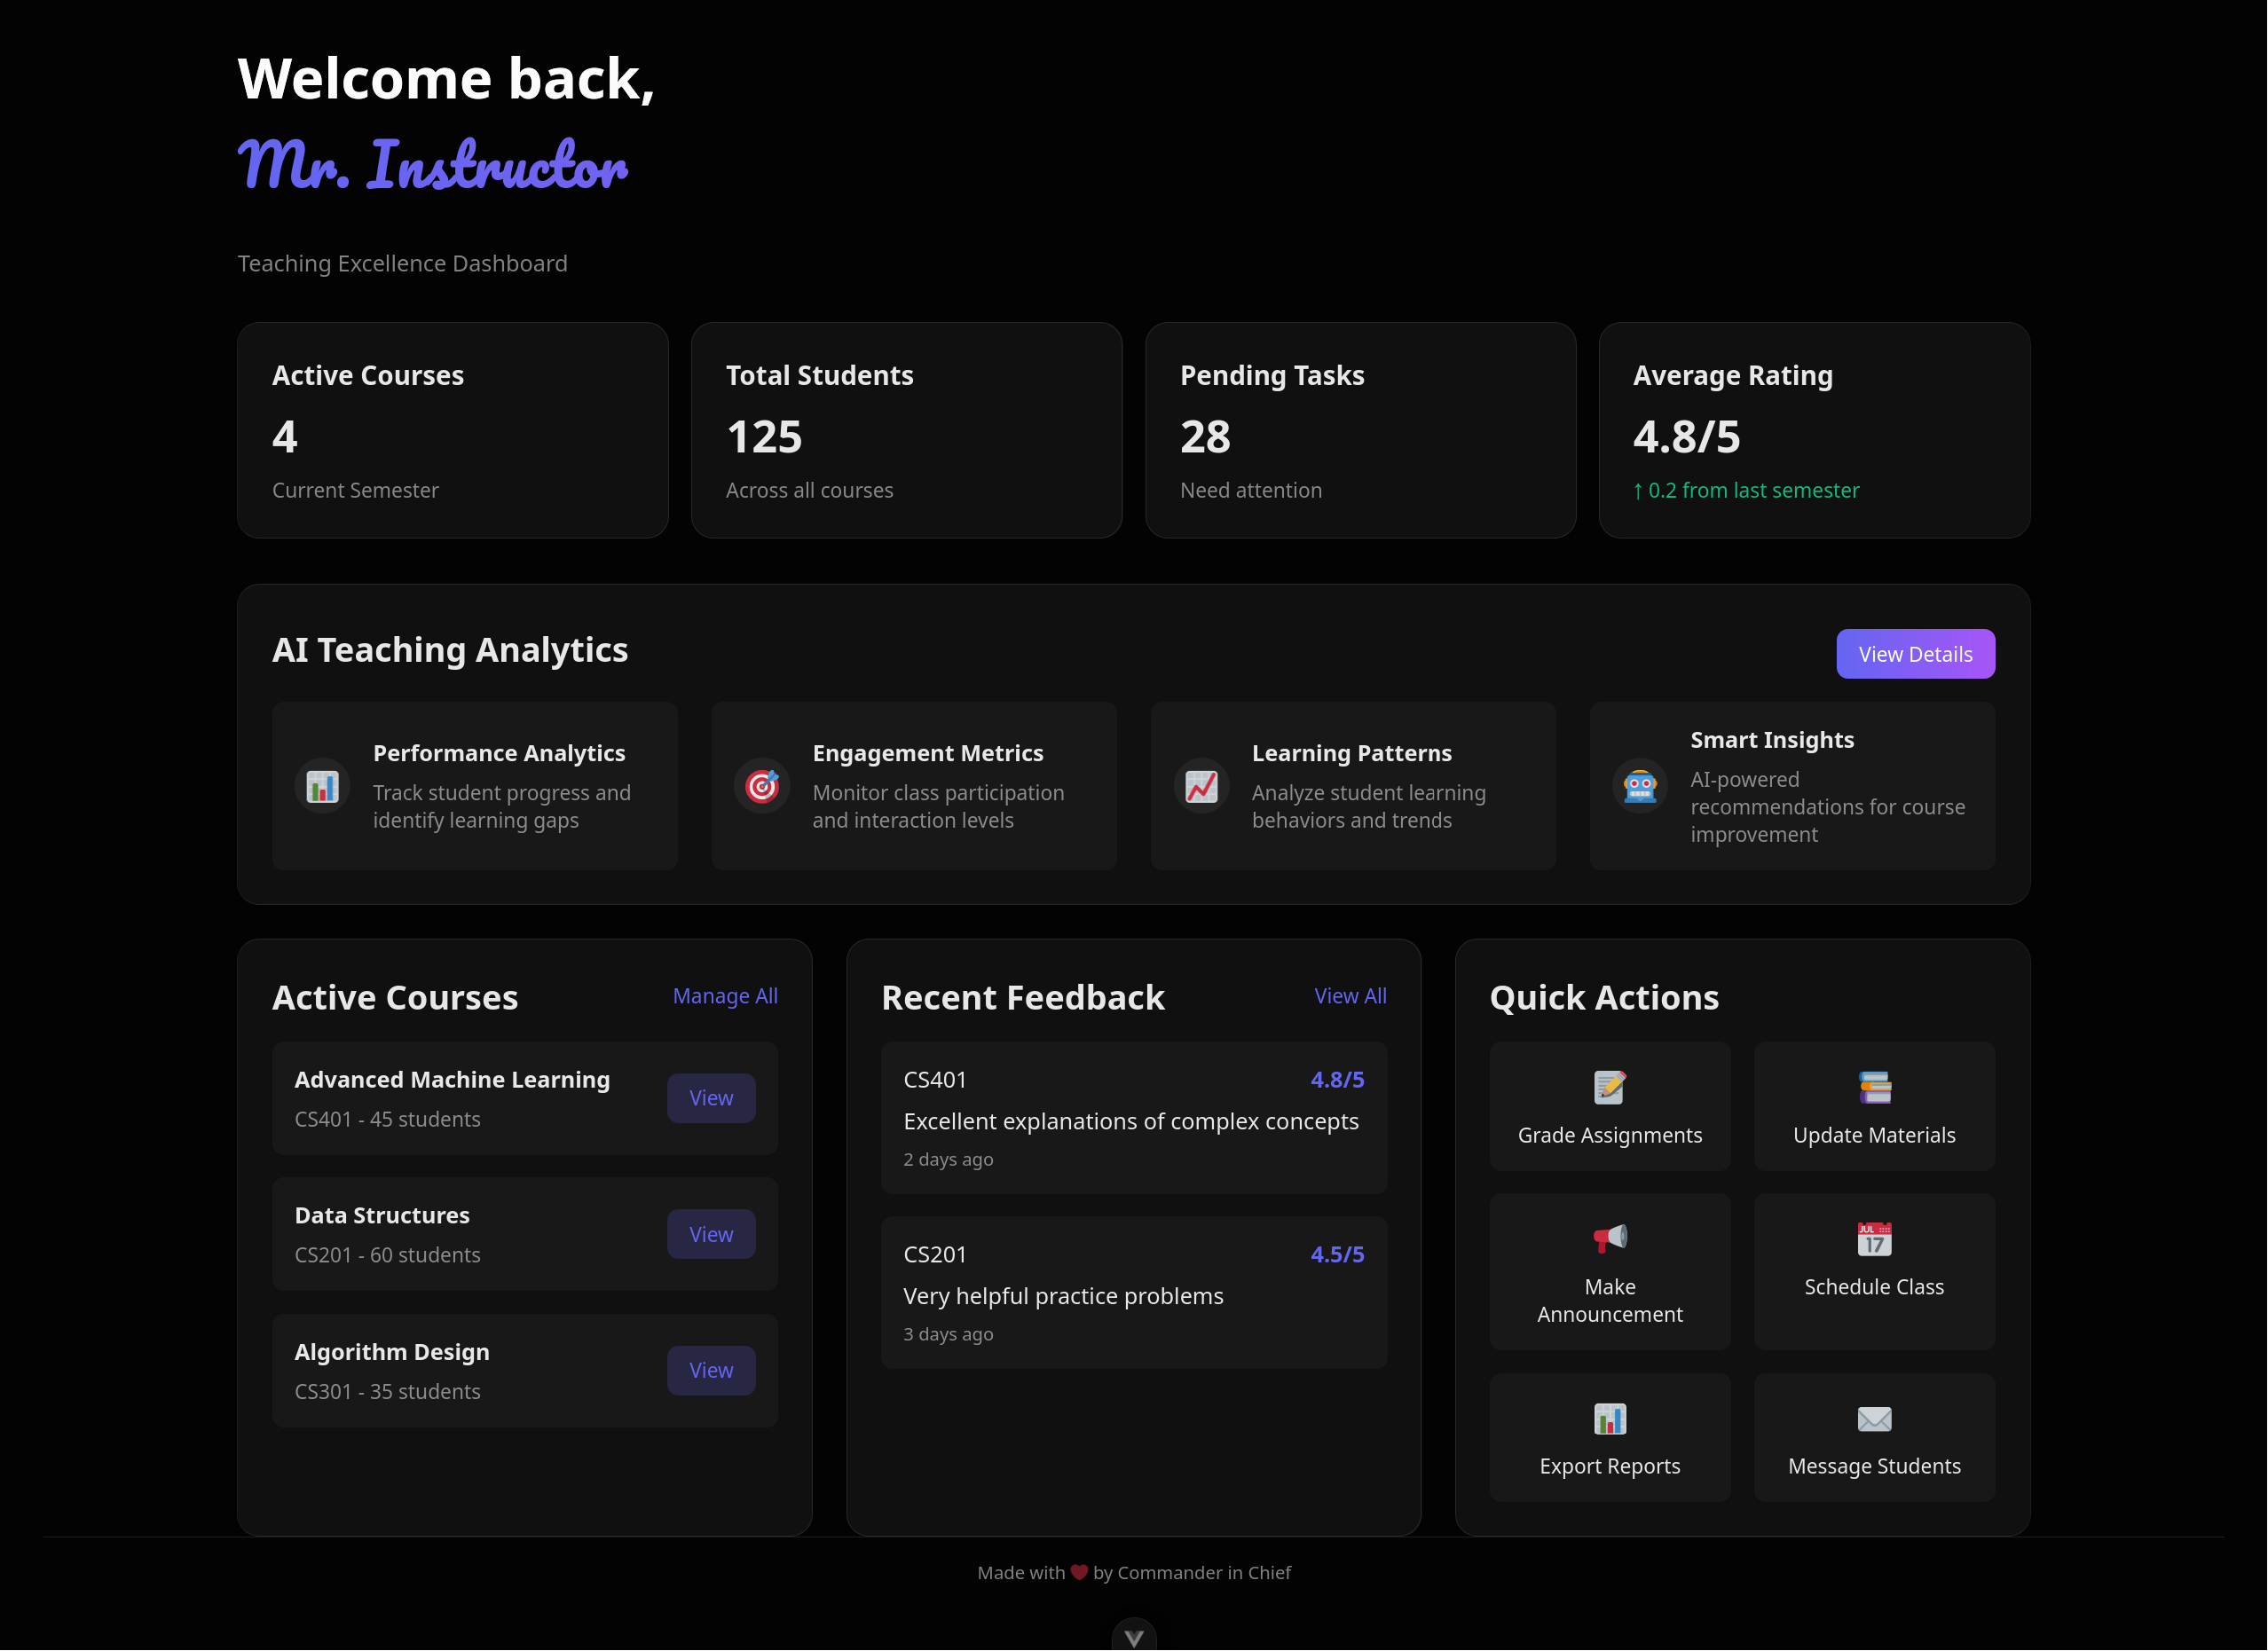 Welcome back,
Mr. Instructor
Teaching Excellence Dashboard
Active Courses
4
Current Semester
Total Students
125
Across all courses
Pending Tasks
28
Need attention
Average Rating
4.8/5
↑ 0.2 from last semester
AI Teaching Analytics
View Details
Performance Analytics
Track student progress and
identify learning gaps
Engagement Metrics
Monitor class participation
and interaction levels
Learning Patterns
Analyze student learning
behaviors and trends
Smart Insights
AI-powered
recommendations for course
improvement
Active Courses
Manage All
Advanced Machine Learning
CS401 - 45 students
View
Data Structures
CS201 - 60 students
View
Algorithm Design
CS301 - 35 students
View
Recent Feedback
View All
CS401
4.8/5
Excellent explanations of complex concepts
2 days ago
CS201
4.5/5
Very helpful practice problems
3 days ago
Quick Actions
Grade Assignments
Update Materials
Make
Announcement
JUL
17
Schedule Class
Export Reports
Message Students
Made with ❤ by Commander in Chief